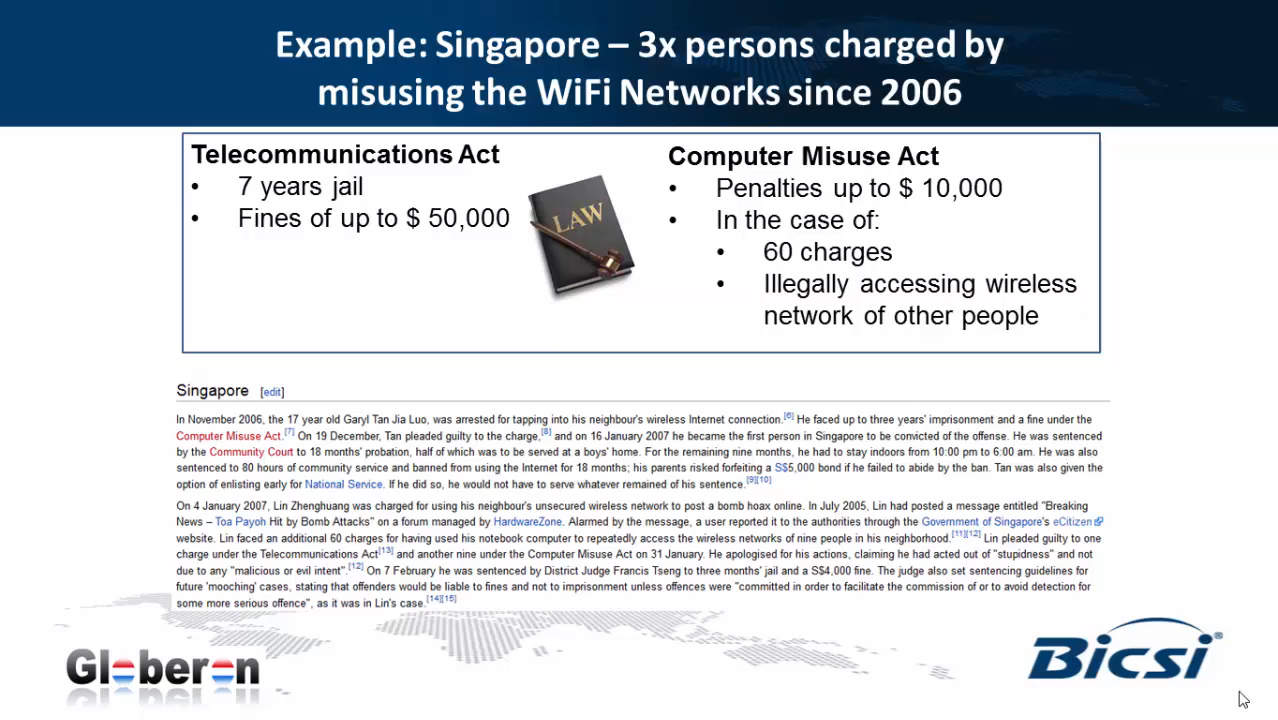 Example: Singapore – 3x persons charged by
misusing the WiFi Networks since 2006
Telecommunications Act
• 7 years jail
• Fines of up to $ 50,000
LAW
Computer Misuse Act
• Penalties up to $ 10,000
• In the case of:
• 60 charges
• Illegally accessing wireless
network of other people
Singapore [edit]
In November 2006, the 17 year old Garyl Tan Jia Luo, was arrested for tapping into his neighbour's wireless Internet connection.[6] He faced up to three years' imprisonment and a fine under the
Computer Misuse Act.[7] On 19 December, Tan pleaded guilty to the charge,[8] and on 16 January 2007 he became the first person in Singapore to be convicted of the offense. He was sentenced
by the Community Court to 18 months' probation, half of which was to be served at a boys' home. For the remaining nine months, he had to stay indoors from 10:00 pm to 6:00 am. He was also
sentenced to 80 hours of community service and banned from using the Internet for 18 months; his parents risked forfeiting a S$5,000 bond if he failed to abide by the ban. Tan was also given the
option of enlisting early for National Service. If he did so, he would not have to serve whatever remained of his sentence.[9][10]
On 4 January 2007, Lin Zhenghuang was charged for using his neighbour's unsecured wireless network to post a bomb hoax online. In July 2005, Lin had posted a message entitled "Breaking
News – Toa Payoh Hit by Bomb Attacks" on a forum managed by HardwareZone. Alarmed by the message, a user reported it to the authorities through the Government of Singapore's eCitizen
website. Lin faced an additional 60 charges for having used his notebook computer to repeatedly access the wireless networks of nine people in his neighborhood.[11][12] Lin pleaded guilty to one
charge under the Telecommunications Act[13] and another nine under the Computer Misuse Act on 31 January. He apologised for his actions, claiming he had acted out of "stupidness" and not
due to any "malicious or evil intent".[12] On 7 February he was sentenced by District Judge Francis Tseng to three months' jail and a S$4,000 fine. The judge also set sentencing guidelines for
future 'mooching' cases, stating that offenders would be liable to fines and not to imprisonment unless offences were "committed in order to facilitate the commission of or to avoid detection for
some more serious offence", as it was in Lin's case.[14][15]
Globeron
Bicsi®